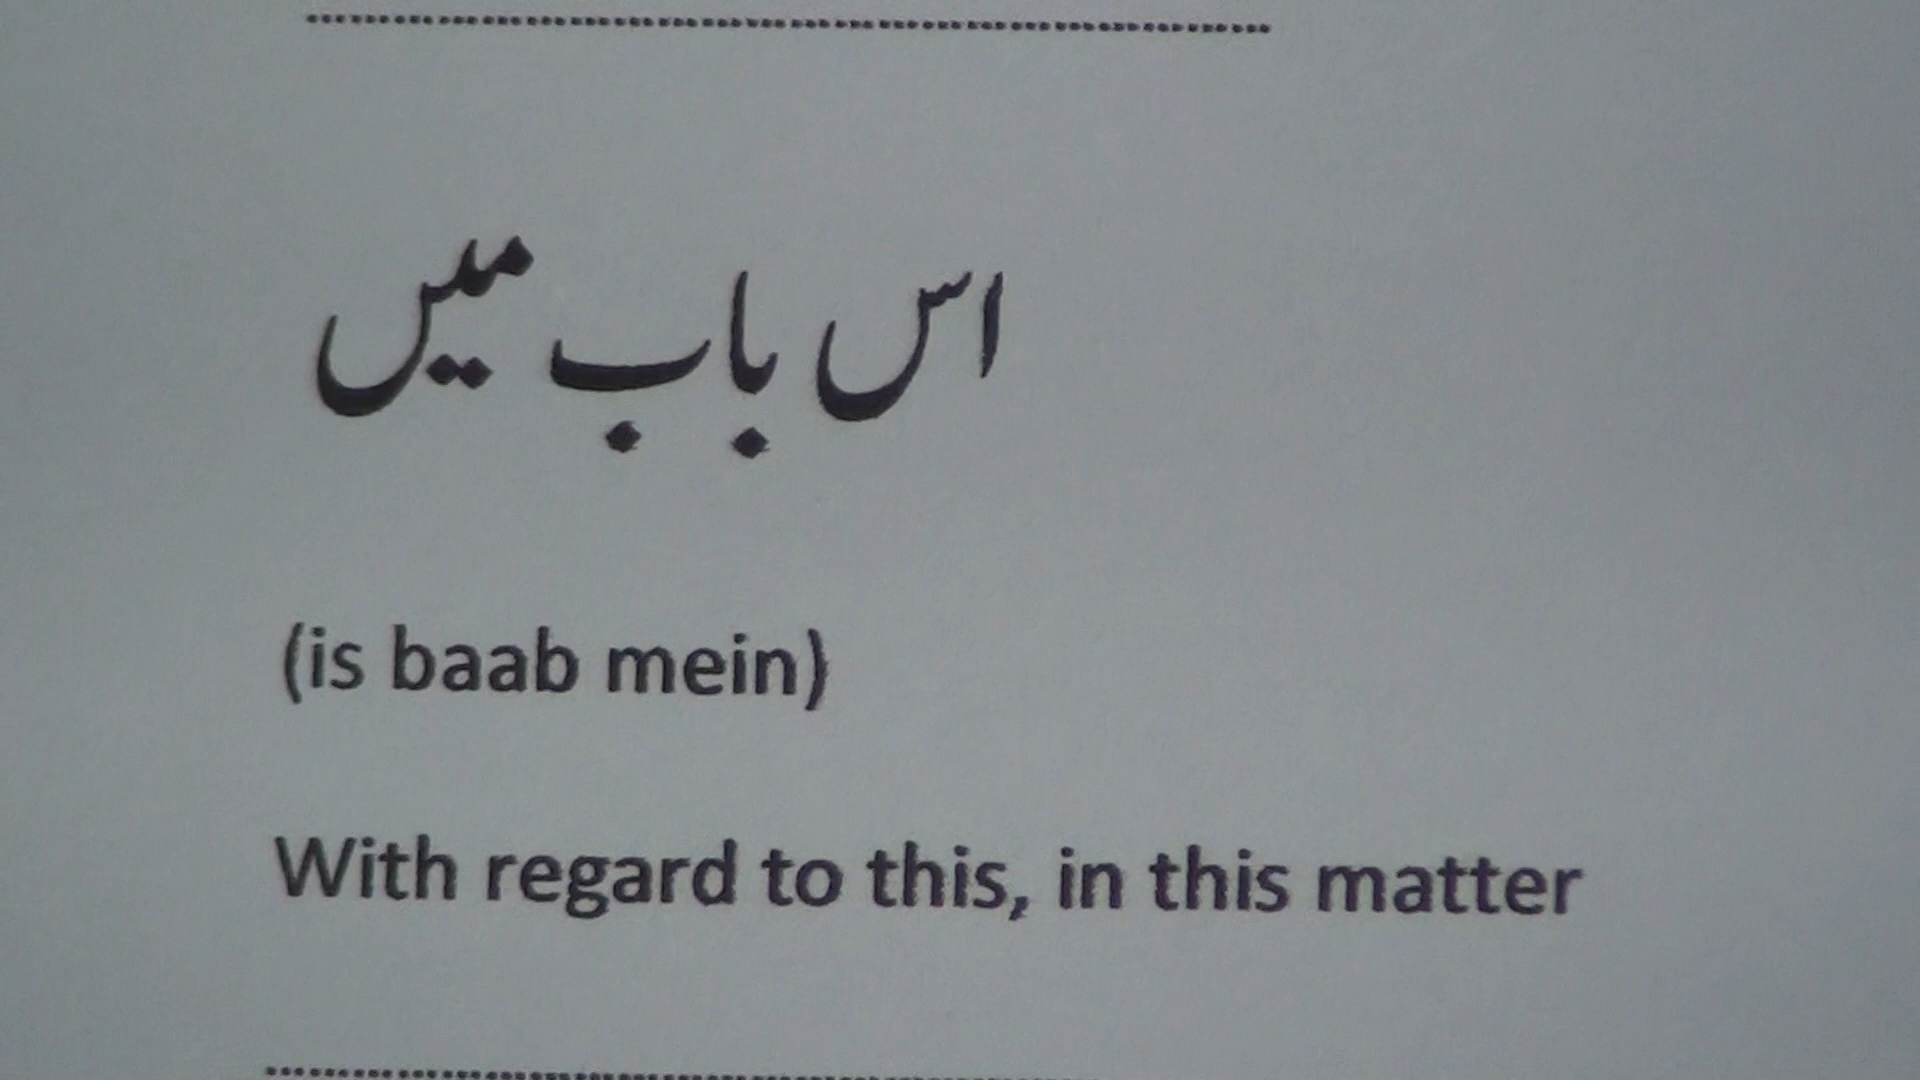 اس باب میں
(is baab mein)
With regard to this, in this matter